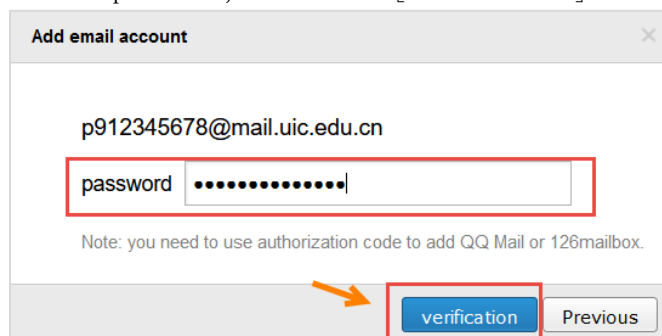 Add email account
p912345678@mail.uic.edu.cn
password ••••••••••••••
Note: you need to use authorization code to add QQ Mail or 126mailbox.
verification Previous